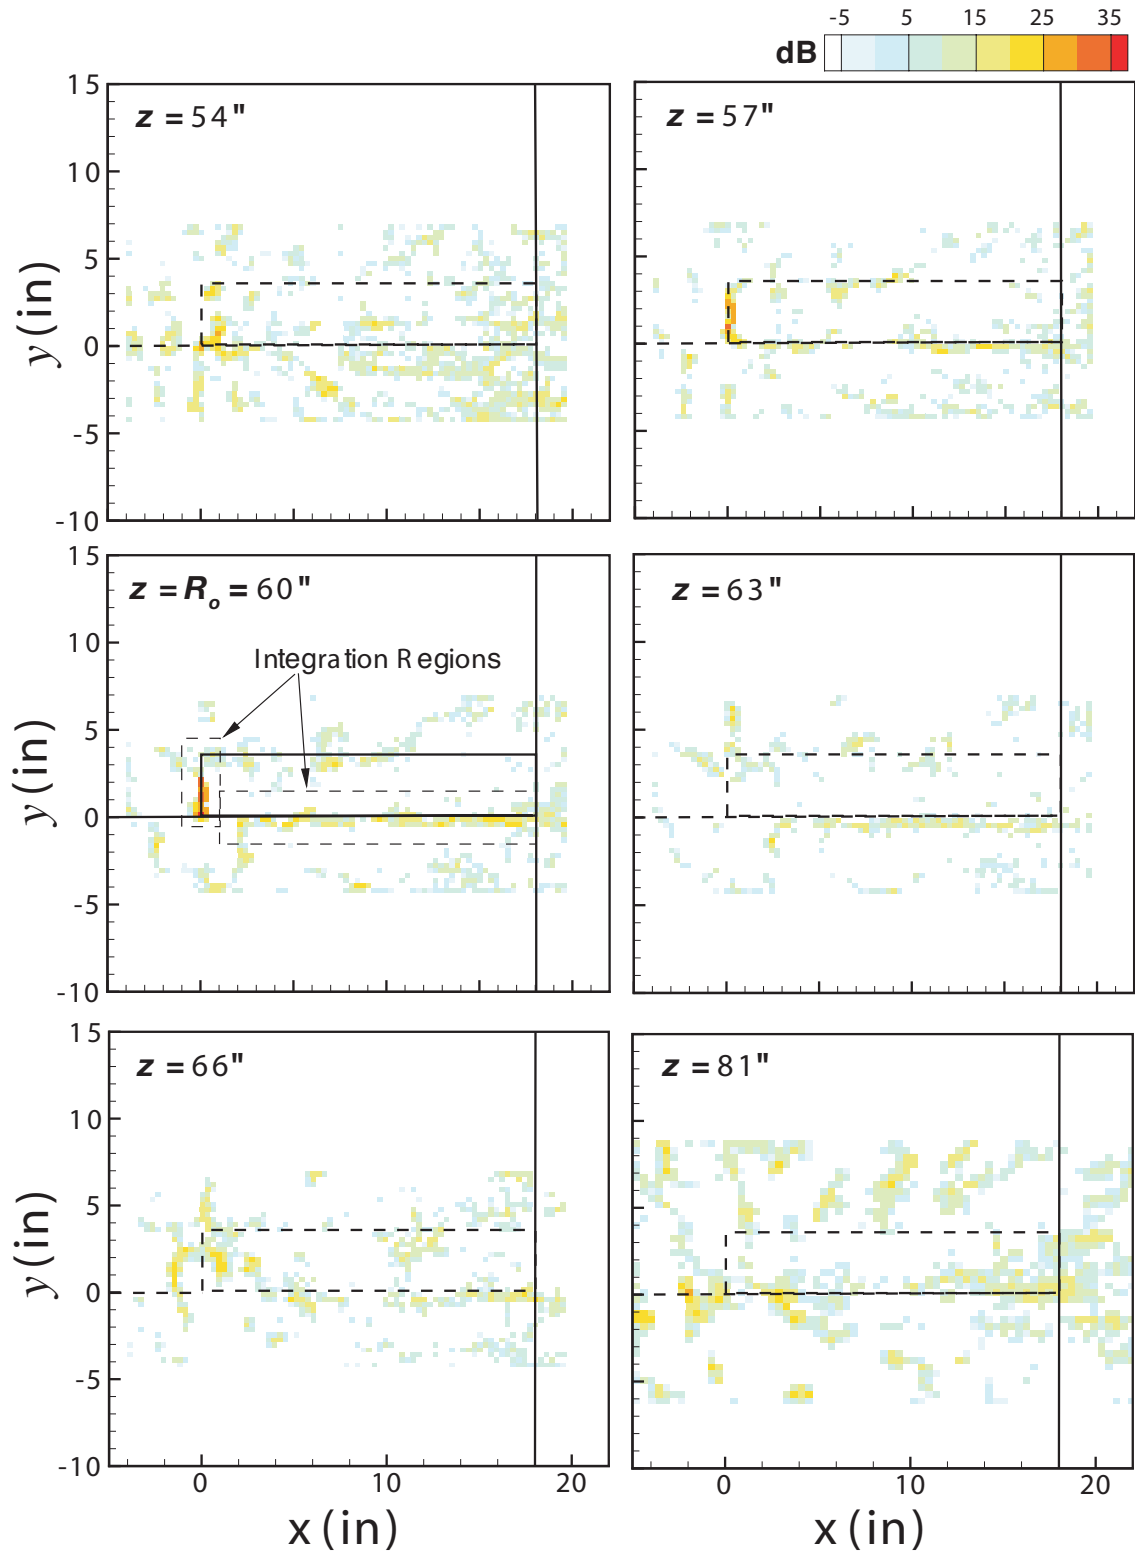 -5 5 15 25 35
dB
15
10
5
0
-5
-10
y (in)
z = 54"
z = 57"
15
10
5
0
-5
-10
y (in)
z = Ro = 60"
Integration Regions
z = 63"
15
10
5
0
-5
-10
y (in)
z = 66"
z = 81"
0 10 20
0 10 20
x (in)
x (in)